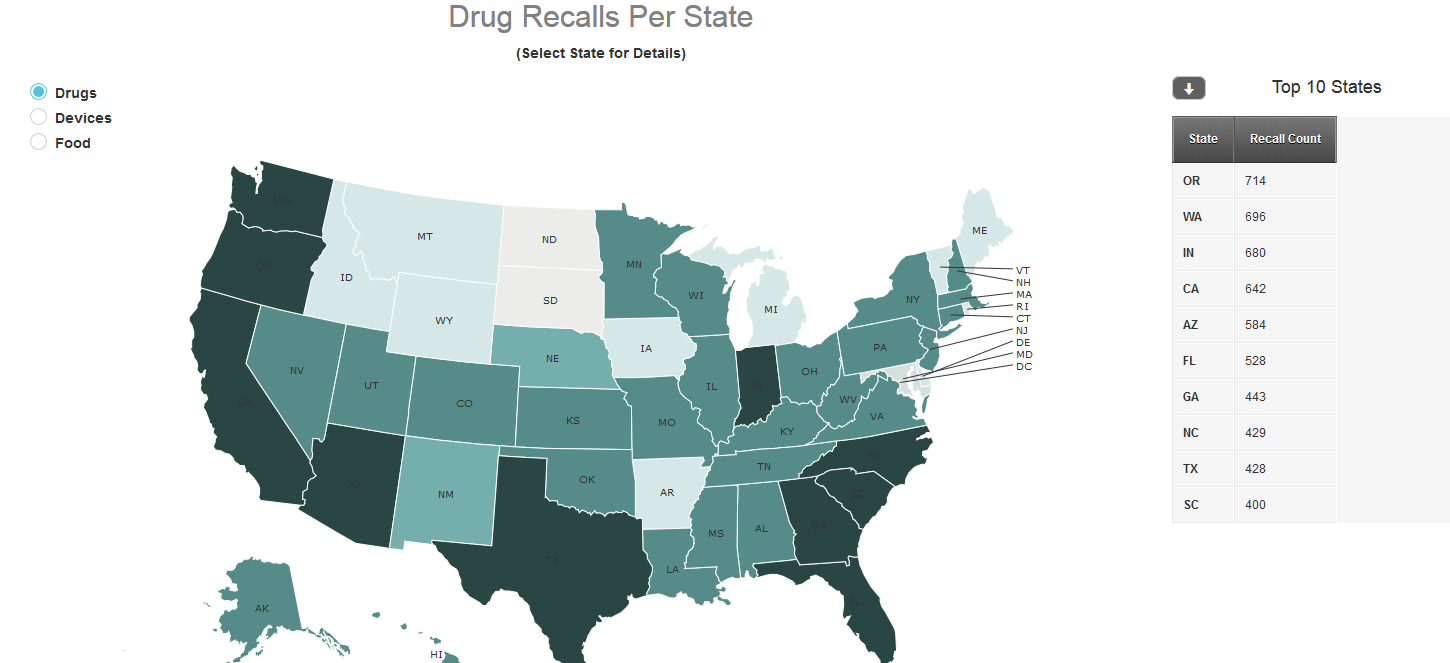 Drug Recalls Per State
(Select State for Details)
Drugs
Devices
Food
Top 10 States
State Recall Count
OR 714
WA 696
IN 680
CA 642
AZ 584
FL 528
GA 443
NC 429
TX 428
SC 400
WA
MT
ND
ME
OR
ID
MN
VT
NH
MA
RI
CT
NJ
DE
MD
DC
SD
WI
NY
WY
MI
IA
PA
NE
NV
UT
IL
IN
OH
CO
WV
CA
VA
KS
MO
KY
TN
NC
OK
AZ
NM
AR
SC
MS
AL
GA
TX
LA
FL
AK
HI